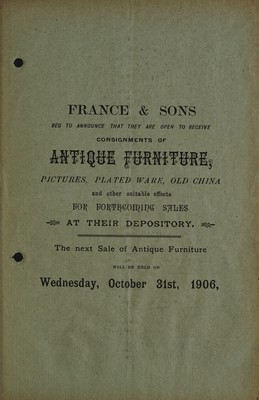 FRANCE & SONS
BEG TO ANNOUNCE THAT THEY ARE OPEN TO RECEIVE
CONSIGNMENTS OF
ANTIQUE FURNITURE,
PICTURES, PLATED WARE, OLD CHINA
and other suitable effects
FOR FORTHCOMING SALES
AT THEIR DEPOSITORY.
The next Sale of Antique Furniture
WILL BE HELD ON
Wednesday, October 31st, 1906,